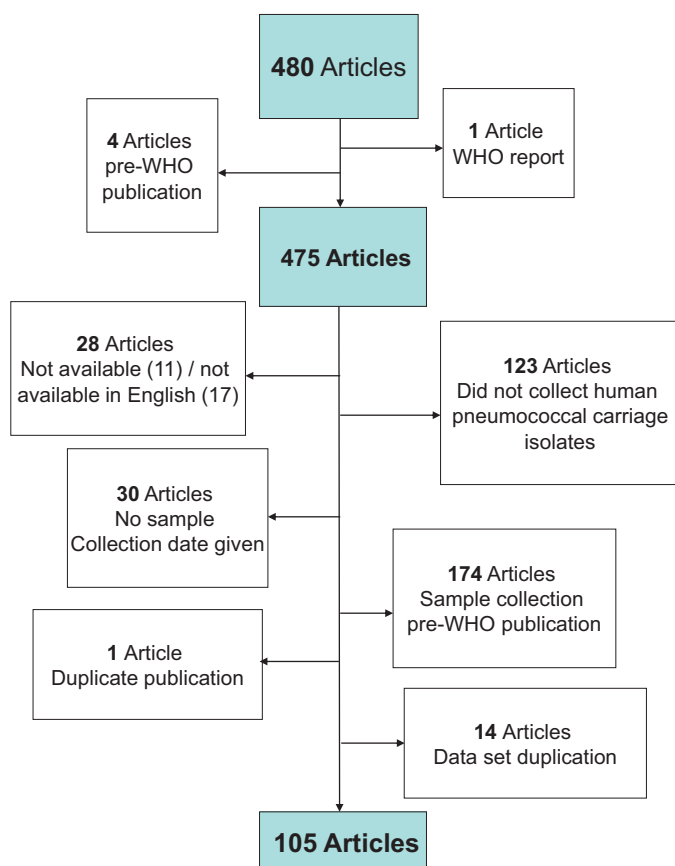 480 Articles
4 Articles
pre-WHO
publication
1 Article
WHO report
475 Articles
28 Articles
Not available (11) / not
available in English (17)
123 Articles
Did not collect human
pneumococcal carriage
isolates
30 Articles
No sample
Collection date given
174 Articles
Sample collection
pre-WHO publication
1 Article
Duplicate publication
14 Articles
Data set duplication
105 Articles